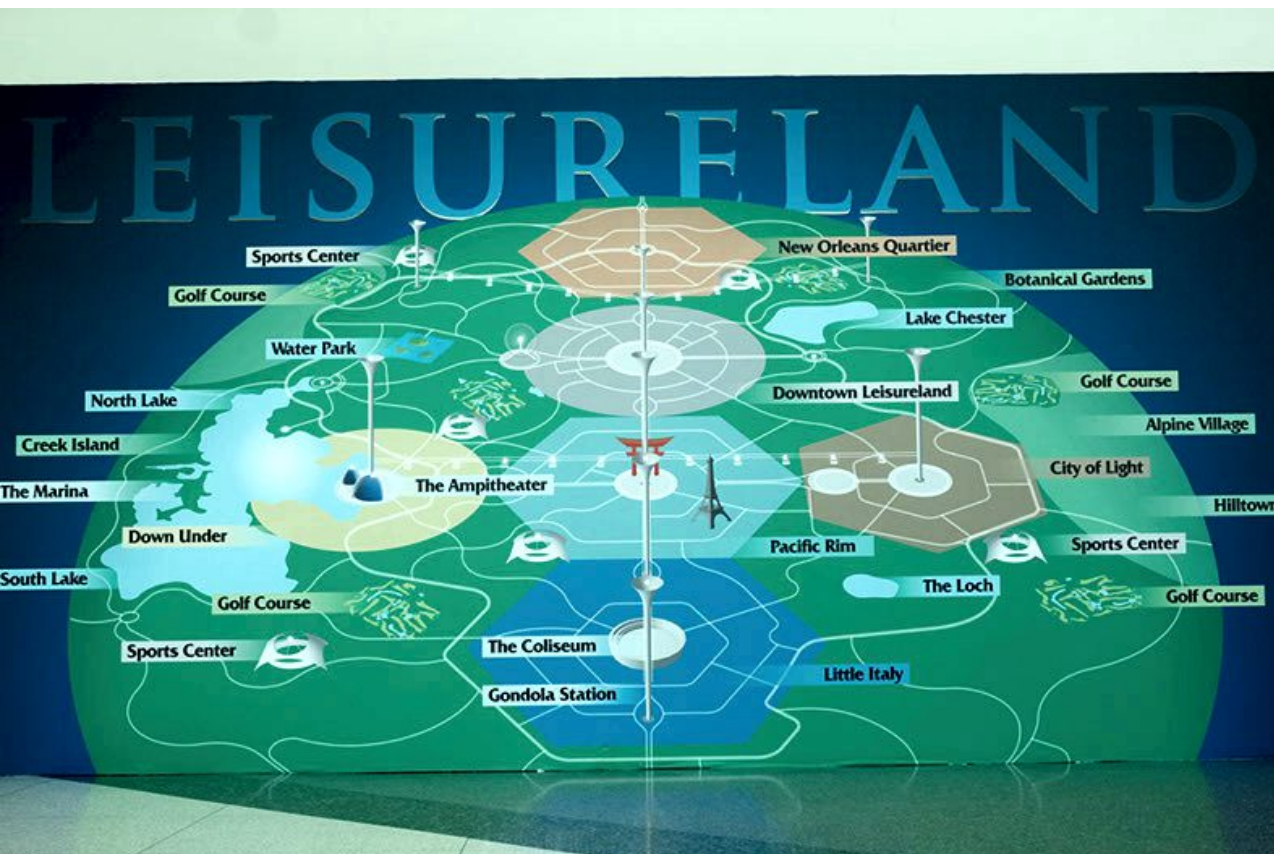 LEISURELAND
Sports Center
New Orleans Quartier
Golf Course
Botanical Gardens
Lake Chester
Water Park
Golf Course
North Lake
Downtown Leisureland
Alpine Village
Creek Island
City of Light
The Marina
The Ampitheater
Hilltown
Down Under
Pacific Rim
Sports Center
South Lake
The Loch
Golf Course
Golf Course
Sports Center
The Coliseum
Little Italy
Gondola Station